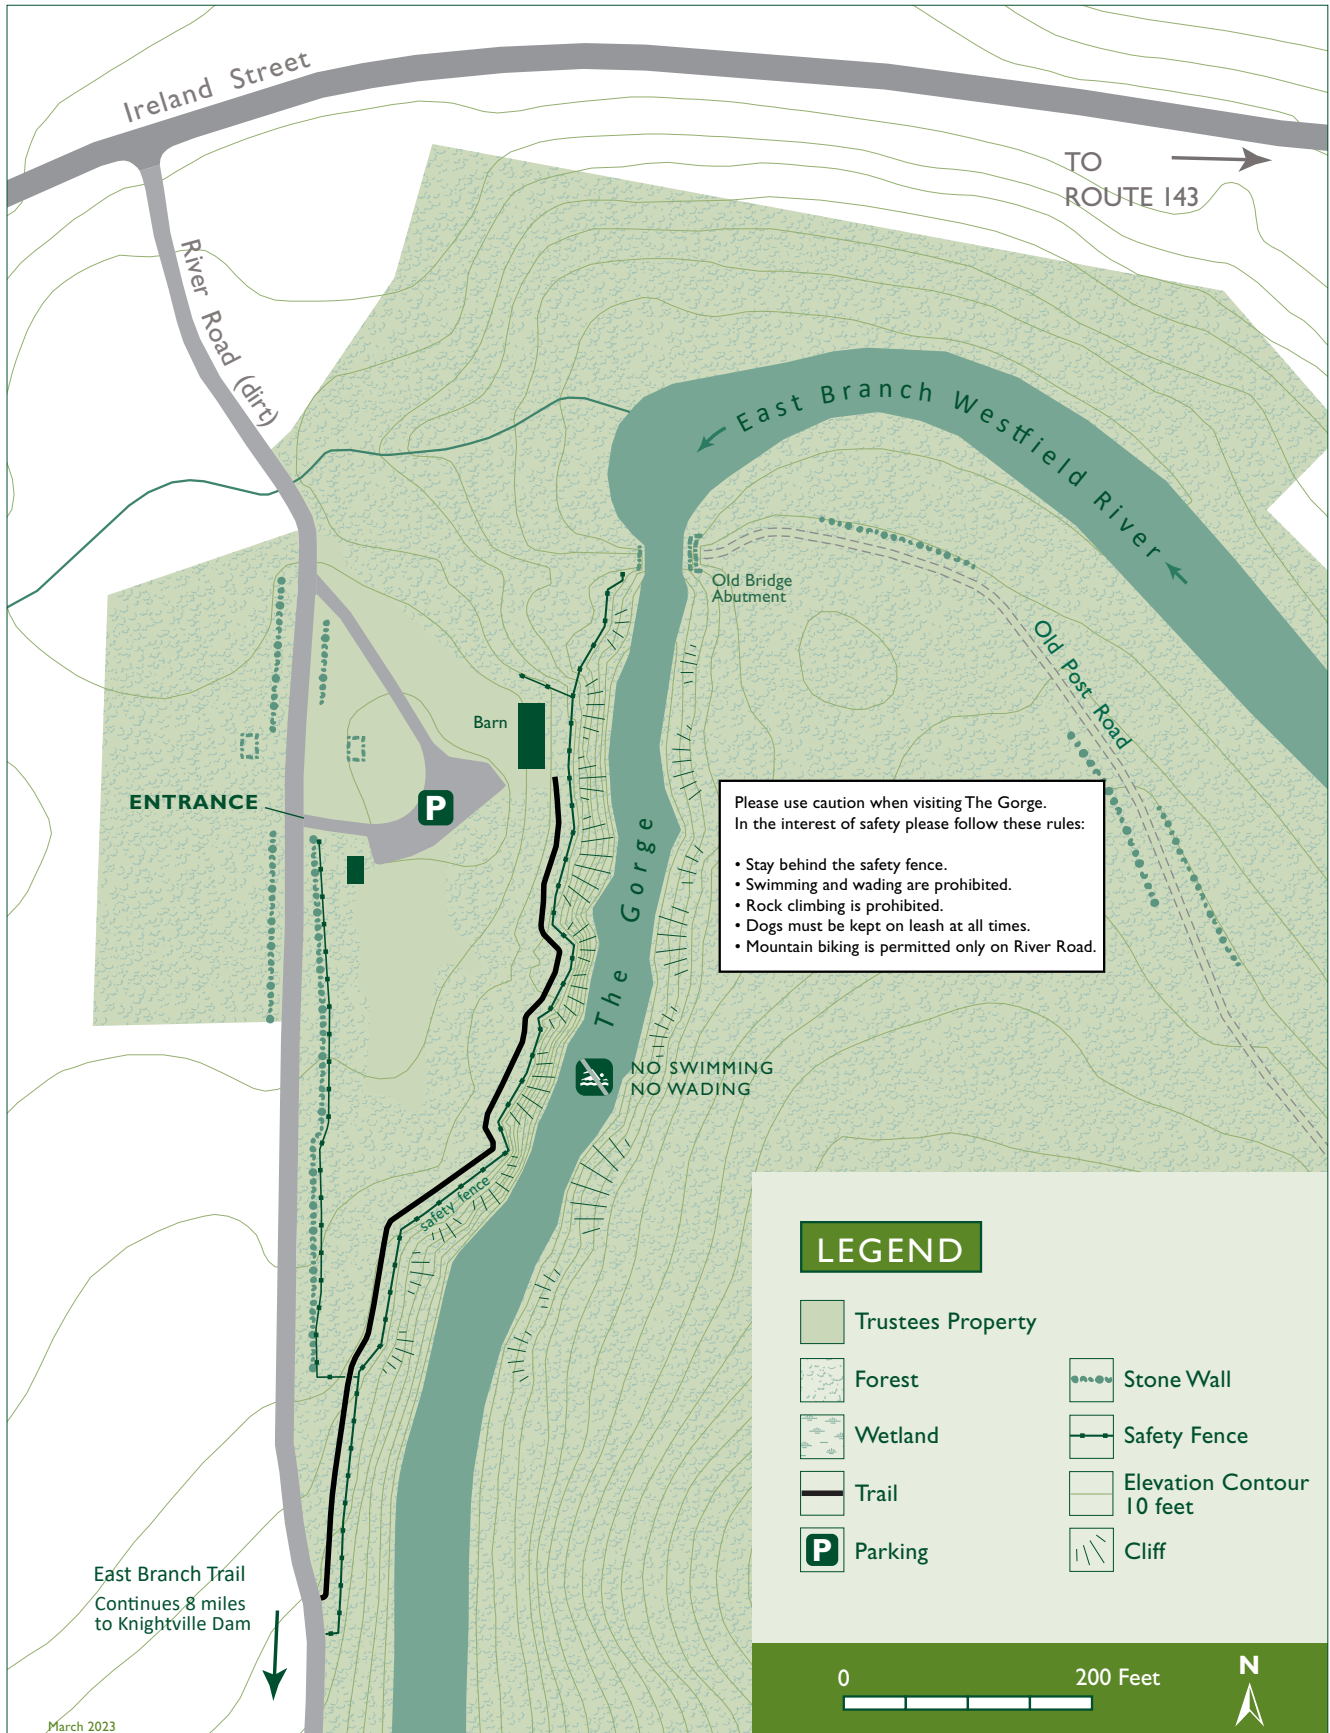 Ireland Street
TO
ROUTE 143
River Road (dirt)
East Branch Westfield River
Old Bridge
Abutment
Old Post Road
Barn
ENTRANCE
P
The Gorge
Please use caution when visiting The Gorge.
In the interest of safety please follow these rules:
• Stay behind the safety fence.
• Swimming and wading are prohibited.
• Rock climbing is prohibited.
• Dogs must be kept on leash at all times.
• Mountain biking is permitted only on River Road.
NO SWIMMING
NO WADING
safety fence
LEGEND
Trustees Property
Forest
Wetland
Trail
P Parking
Stone Wall
Safety Fence
Elevation Contour
10 feet
Cliff
East Branch Trail
Continues 8 miles
to Knightville Dam
0 200 Feet
N
March 2023